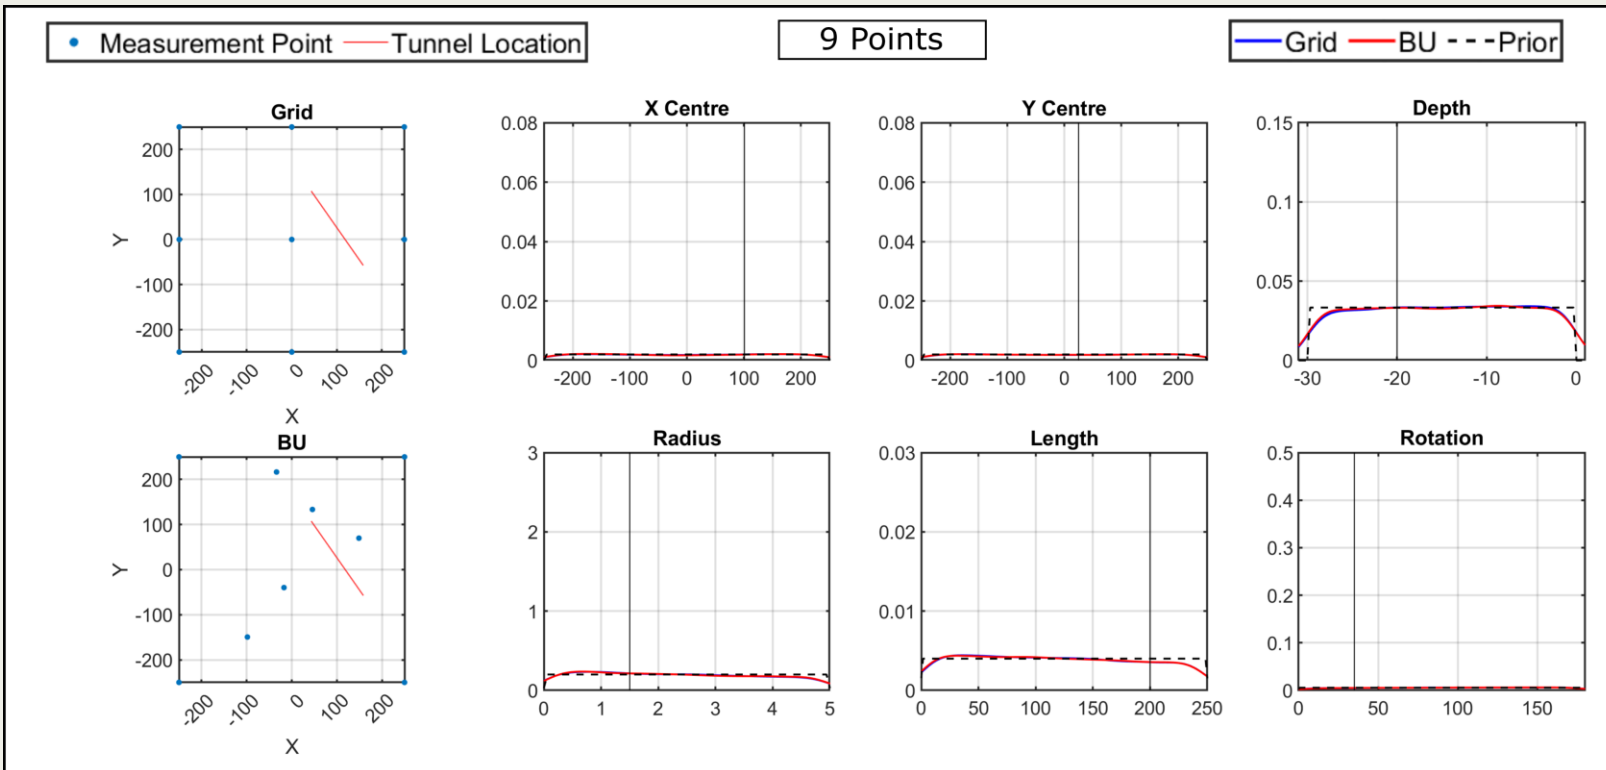 Measurement Point Tunnel Location
9 Points
Grid BU Prior
Grid
200
100
0
-100
-200
Y
-200 -100 0 100 200
X
X Centre
0.08
0.06
0.04
0.02
0
-200 -100 0 100 200
Y Centre
0.08
0.06
0.04
0.02
0
-200 -100 0 100 200
Depth
0.15
0.1
0.05
0
-30 -20 -10 0
BU
200
100
0
-100
-200
Y
-200 -100 0 100 200
X
Radius
3
2
1
0
0 1 2 3 4 5
Length
0.03
0.02
0.01
0
0 50 100 150 200 250
Rotation
0.5
0.4
0.3
0.2
0.1
0
0 50 100 150